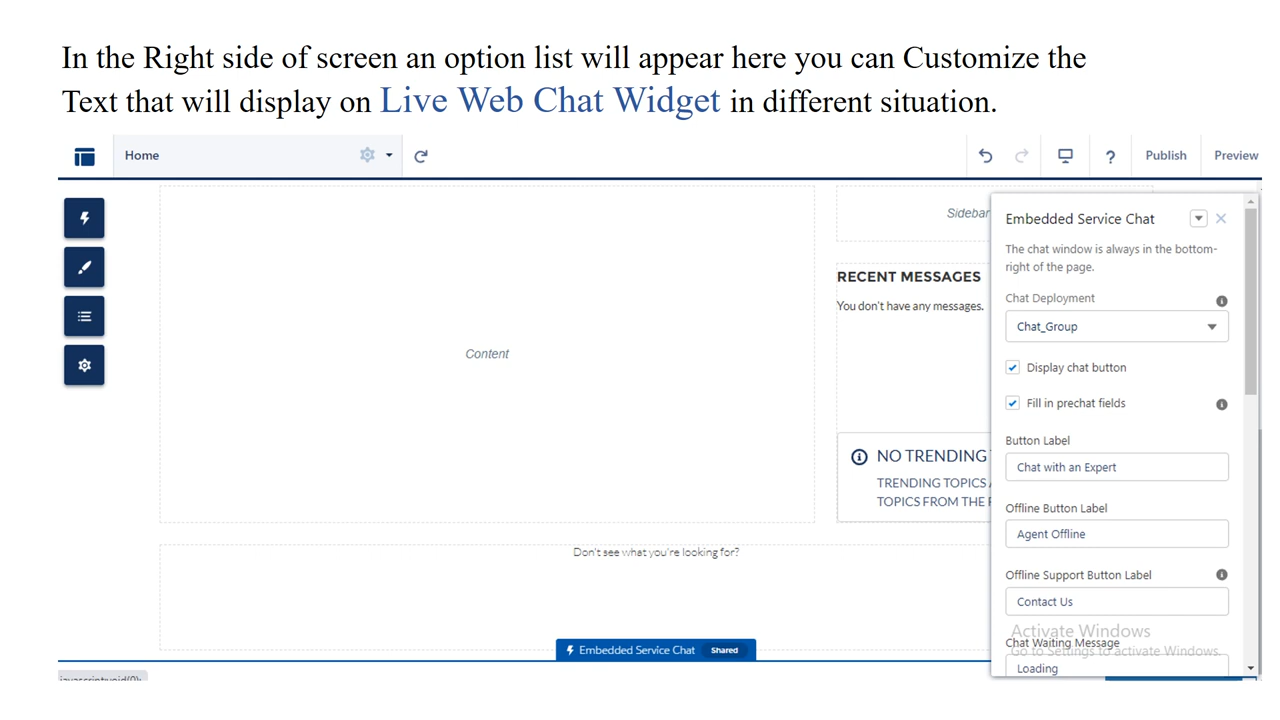 In the Right side of screen an option list will appear here you can Customize the
Text that will display on Live Web Chat Widget in different situation.
Home
?
Publish
Preview
Sidebar
Content
RECENT MESSAGES
You don't have any messages.
NO TRENDING
TRENDING TOPICS
TOPICS FROM THE
Don't see what you're looking for?
Embedded Service Chat Shared
Embedded Service Chat
The chat window is always in the bottom-
right of the page.
Chat Deployment
Chat_Group
Display chat button
Fill in prechat fields
Button Label
Chat with an Expert
Offline Button Label
Agent Offline
Offline Support Button Label
Contact Us
Chat Waiting Message
Loading
Activate Windows
Go to Settings to activate Windows.
javascript:void(0);